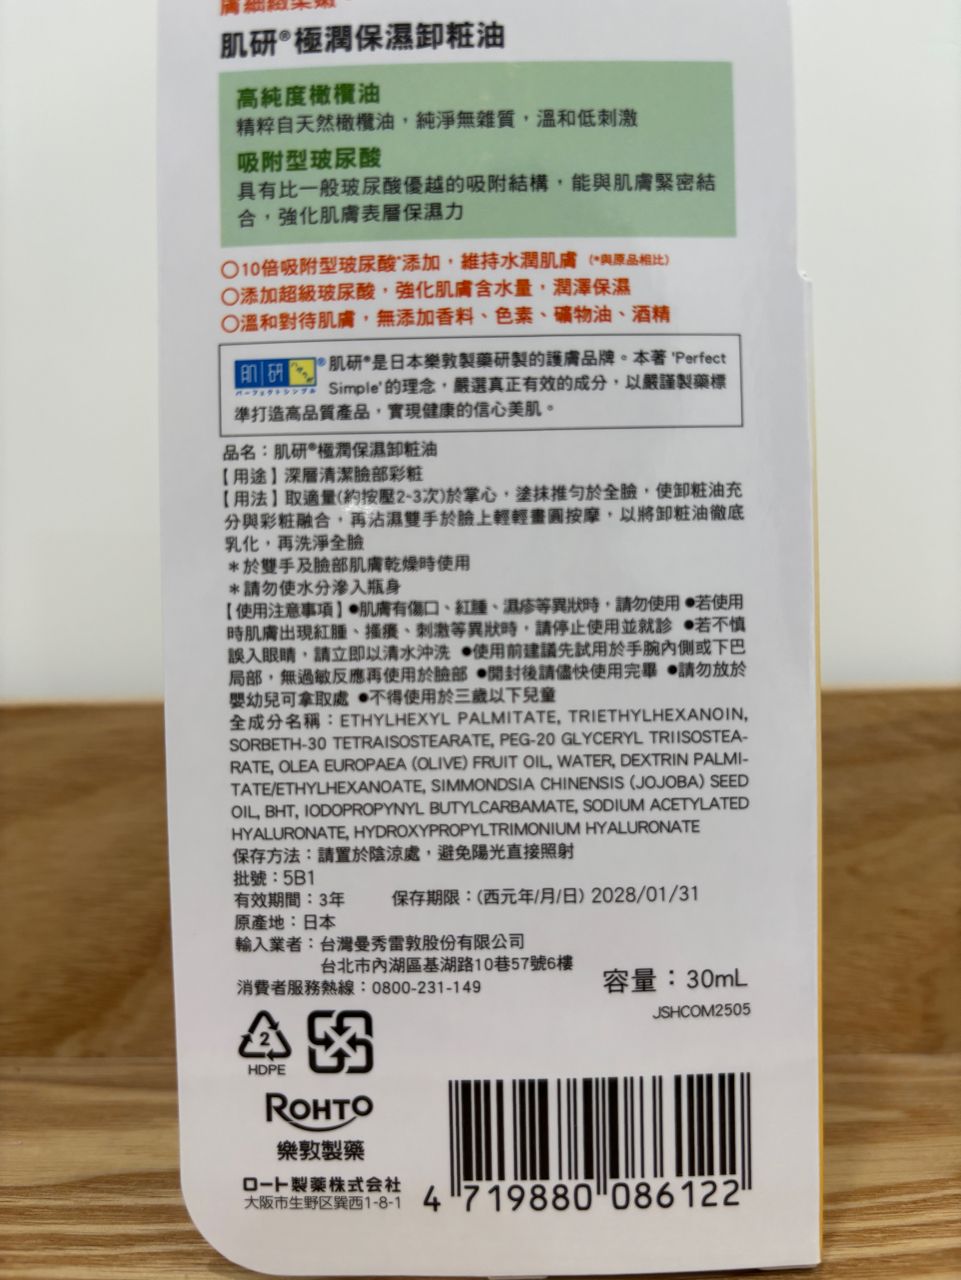 膚細緻柔嫩。
肌研®極潤保濕卸粧油
高純度橄欖油
精粹自天然橄欖油，純淨無雜質，溫和低刺激
吸附型玻尿酸
具有比一般玻尿酸優越的吸附結構，能與肌膚緊密結
合，強化肌膚表層保濕力
〇10倍吸附型玻尿酸*添加，維持水潤肌膚 (*與原品相比)
〇添加超級玻尿酸，強化肌膚含水量，潤澤保濕
〇溫和對待肌膚，無添加香料、色素、礦物油、酒精
肌研 ハダラボ ® 肌研®是日本樂敦製藥研製的護膚品牌。本著 'Perfect
パーフェクトシンプル Simple' 的理念，嚴選真正有效的成分，以嚴謹製藥標
準打造高品質產品，實現健康的信心美肌。
品名：肌研®極潤保濕卸粧油
【用途】深層清潔臉部彩粧
【用法】取適量(約按壓2~3次)於掌心，塗抹推勻於全臉，使卸粧油充
分與彩粧融合，再沾濕雙手於臉上輕輕畫圓按摩，以將卸粧油徹底
乳化，再洗淨全臉
＊於雙手及臉部肌膚乾燥時使用
＊請勿使水分滲入瓶身
【使用注意事項】●肌膚有傷口、紅腫、濕疹等異狀時，請勿使用 ●若使用
時肌膚出現紅腫、搔癢、刺激等異狀時，請停止使用並就診 ●若不慎
誤入眼睛，請立即以清水沖洗 ●使用前建議先試用於手腕內側或下巴
局部，無過敏反應再使用於臉部 ●開封後請儘快使用完畢 ●請勿放於
嬰幼兒可拿取處 ●不得使用於三歲以下兒童
全成分名稱：ETHYLHEXYL PALMITATE, TRIETHYLHEXANOIN,
SORBETH-30 TETRAISOSTEARATE, PEG-20 GLYCERYL TRIISOSTEA-
RATE, OLEA EUROPAEA (OLIVE) FRUIT OIL, WATER, DEXTRIN PALMI-
TATE/ETHYLHEXANOATE, SIMMONDSIA CHINENSIS (JOJOBA) SEED
OIL, BHT, IODOPROPYNYL BUTYLCARBAMATE, SODIUM ACETYLATED
HYALURONATE, HYDROXYPROPYLTRIMONIUM HYALURONATE
保存方法：請置於陰涼處，避免陽光直接照射
批號：5B1
有效期間：3年 保存期限：(西元年/月/日) 2028/01/31
原產地：日本
輸入業者：台灣曼秀雷敦股份有限公司
台北市內湖區基湖路10巷57號6樓
消費者服務熱線：0800-231-149
容量：30mL
JSHCOM2505
2
HDPE
ROHTO
樂敦製藥
ロート製薬株式会社
大阪市生野区巽西1-8-1
4 719880 086122